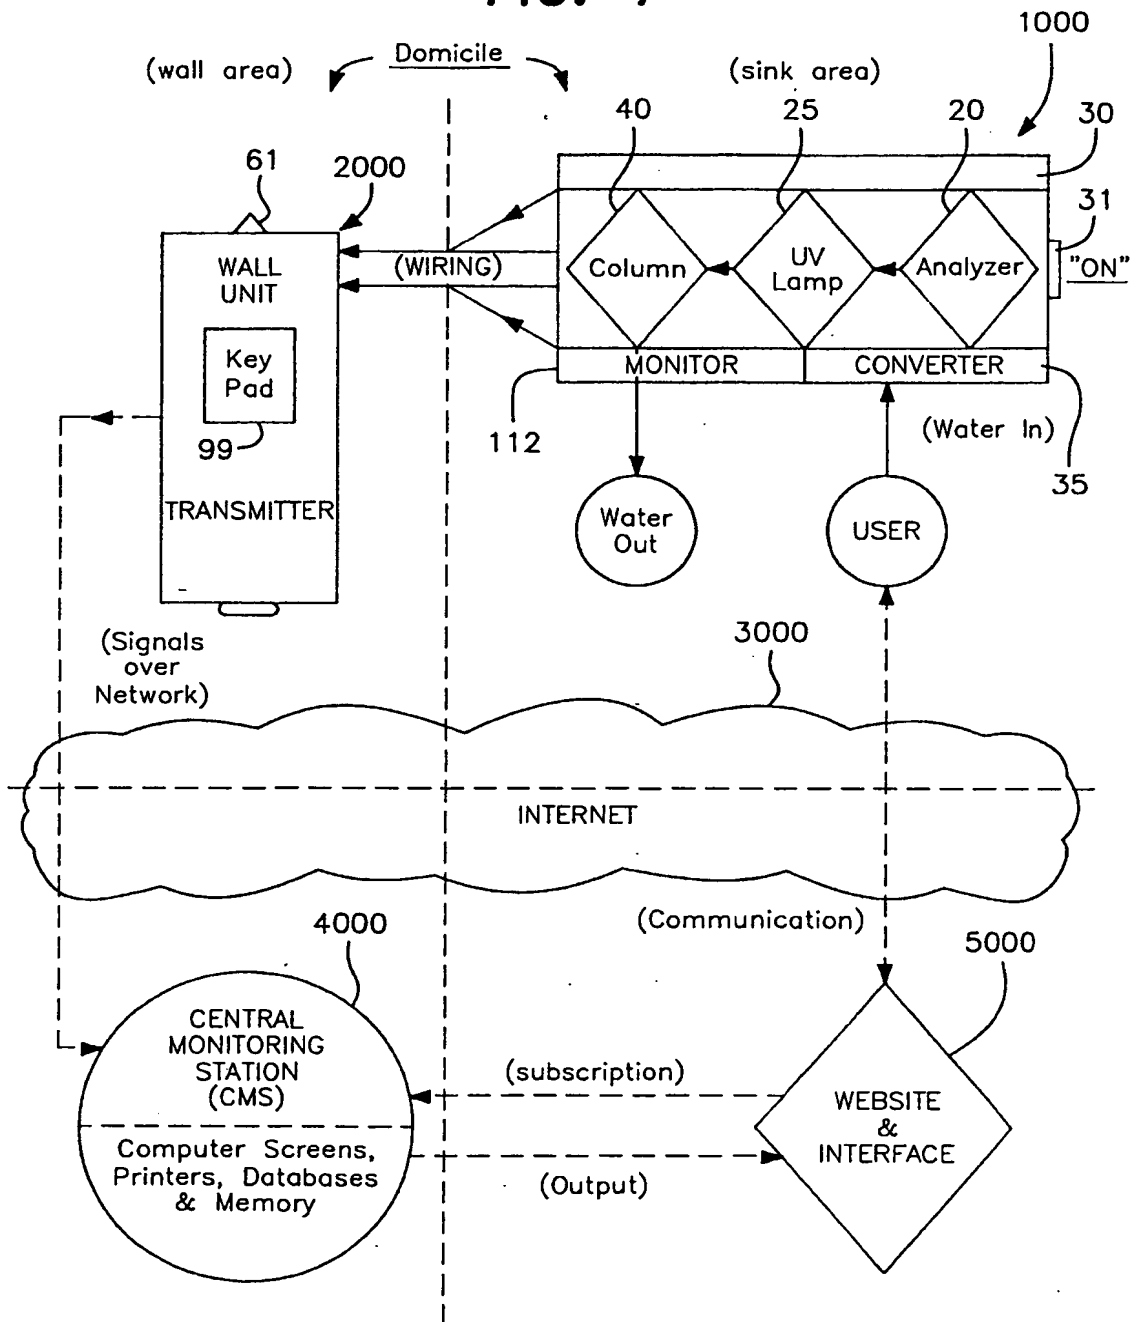 1000
Domicile
(wall area)
(sink area)
40
25
20
30
61
2000
31
WALL
UNIT
(WIRING)
Column
UV
Lamp
Analyzer
"ON"
Key
Pad
MONITOR
CONVERTER
99
112
(Water In)
35
TRANSMITTER
Water
Out
USER
(Signals
over
Network)
3000
INTERNET
(Communication)
4000
5000
CENTRAL
MONITORING
STATION
(CMS)
(subscription)
WEBSITE
&
INTERFACE
Computer Screens,
Printers, Databases
& Memory
(Output)